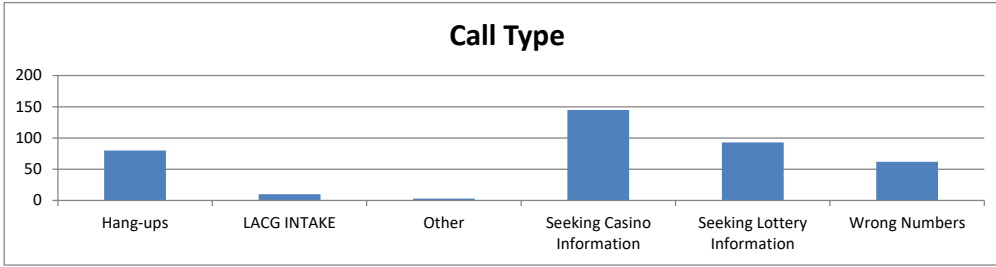 Call Type
200
150
100
50
0
Hang-ups
LACG INTAKE
Other
Seeking Casino
Information
Seeking Lottery
Information
Wrong Numbers